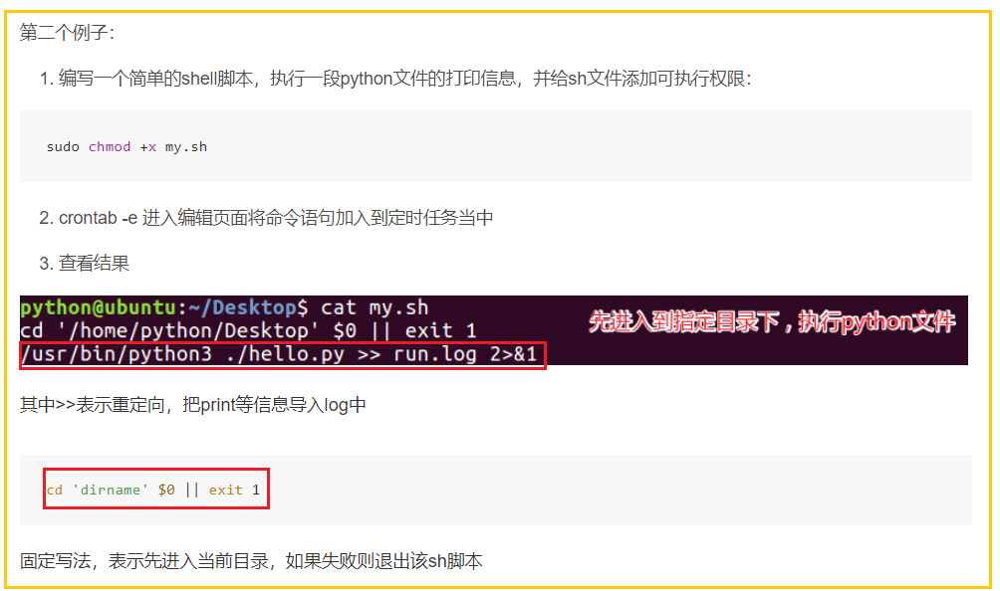 第二个例子：
1. 编写一个简单的shell脚本，执行一段python文件的打印信息，并给sh文件添加可执行权限：
sudo chmod +x my.sh
2. crontab -e 进入编辑页面将命令语句加入到定时任务当中
3. 查看结果
python@ubuntu:~/Desktop$ cat my.sh
cd '/home/python/Desktop' $0 || exit 1
先进入到指定目录下，执行python文件
/usr/bin/python3 ./hello.py >> run.log 2>&1
其中>>表示重定向，把print等信息导入log中
cd 'dirname' $0 || exit 1
固定写法，表示先进入当前目录，如果失败则退出该sh脚本